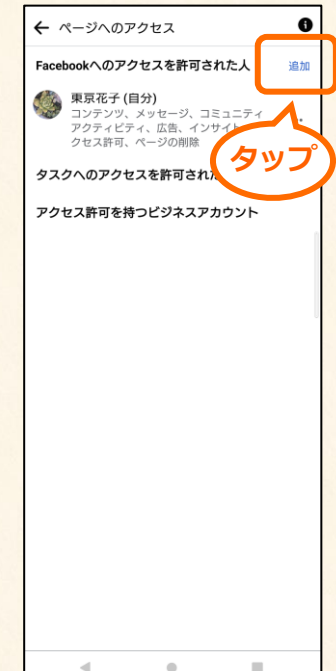 ← ページへのアクセス
Facebookへのアクセスを許可された人 追加
東京花子 (自分)
コンテンツ、メッセージ、コミュニティ
アクティビティ、広告、インサイト
クセス許可、ページの削除
タップ
タスクへのアクセスを許可され
アクセス許可を持つビジネスアカウント